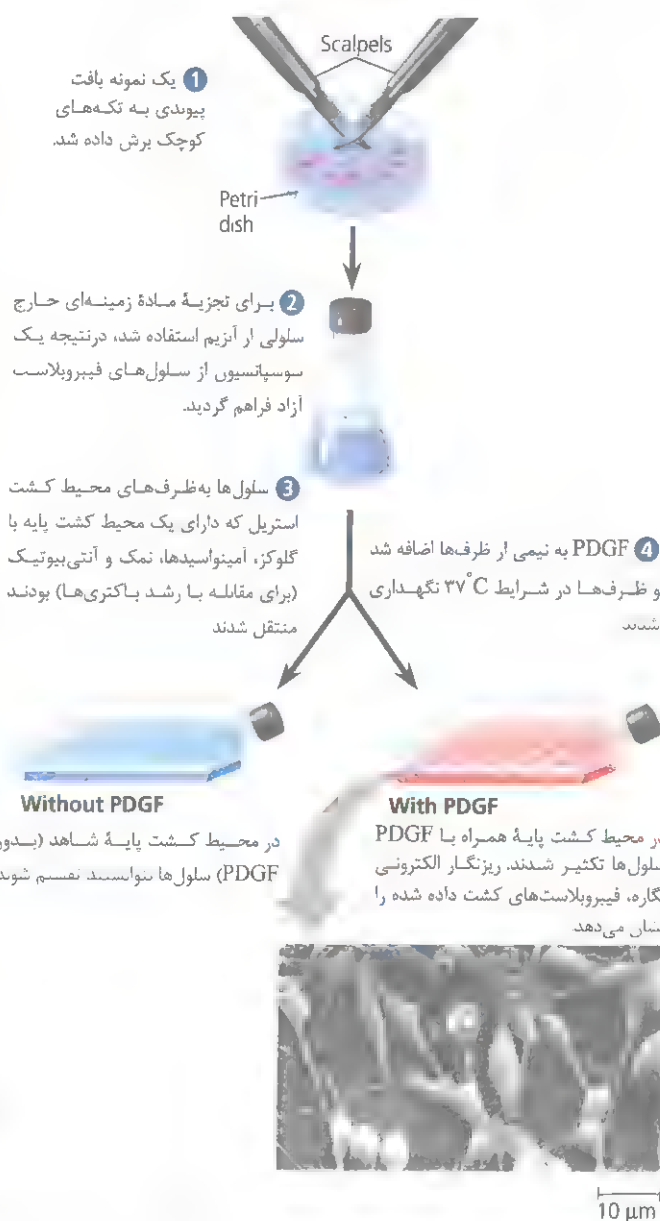 Scalpels
1 یک نمونه بافت
پیوندی به تکه‌های
کوچک برش داده شد.
Petri
dish
2 برای تجزیهٔ مادهٔ زمینه‌ای خارج
سلولی از آنزیم استفاده شد، درنتیجه یک
سوسپانسیون از سلول‌های فیبروبلاست
آزاد فراهم گردید.
3 سلول‌ها به‌ظرف‌های محیط کشت
استریل که دارای یک محیط کشت پایه با
گلوکز، آمینواسیدها، نمک و آنتی‌بیوتیک
(برای مقابله با رشد باکتری‌ها) بودند
منتقل شدند
4 PDGF به نیمی از ظرف‌ها اضافه شد
و ظرف‌ها در شرایط ۳۷°C نگهداری
شدند
Without PDGF
در محیط کشت پایهٔ شاهد (بدون
PDGF) سلول‌ها نتوانستند تقسیم شوند
With PDGF
در محیط کشت پایهٔ همراه با PDGF
سلول‌ها تکثیر شدند. ریزنگار الکترونی
نگاره، فیبروبلاست‌های کشت داده شده را
نشان می‌دهد
10 µm